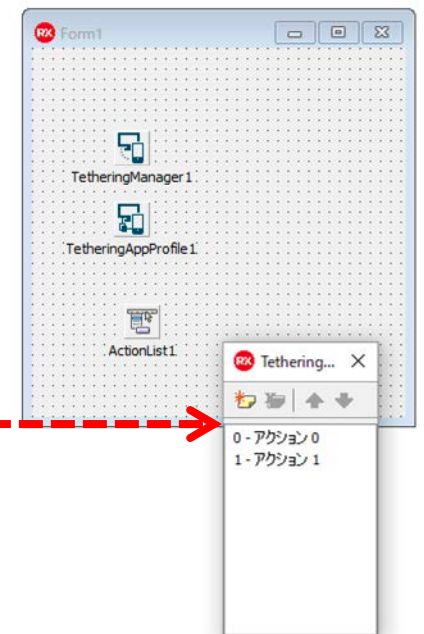 RX Form1
TetheringManager1
TetheringAppProfile1
ActionList1
RX Tethering...
0 - アクション 0
1 - アクション 1